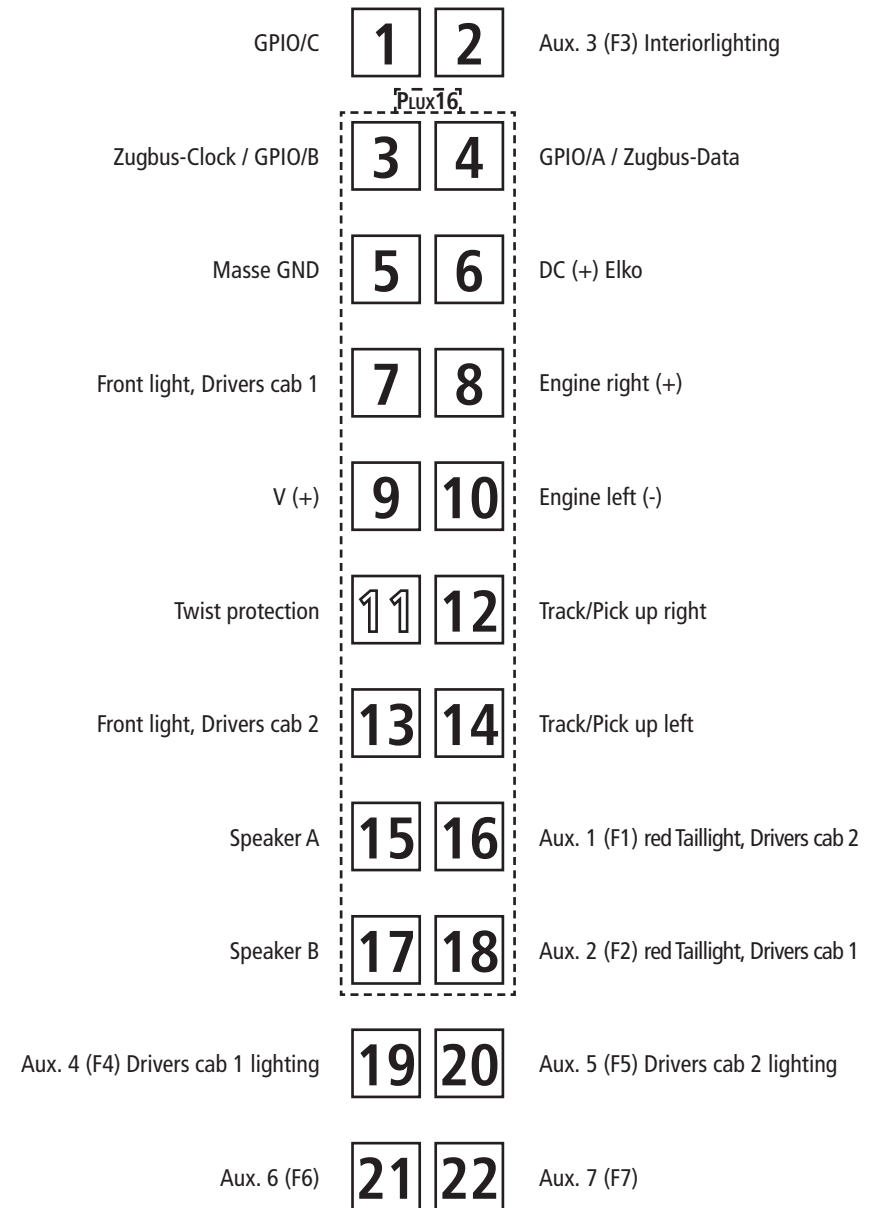 GPIO/C 1 2 Aux. 3 (F3) Interiorlighting
PLUX16
Zugbus-Clock / GPIO/B 3 4 GPIO/A / Zugbus-Data
Masse GND 5 6 DC (+) Elko
Front light, Drivers cab 1 7 8 Engine right (+)
V (+) 9 10 Engine left (-)
Twist protection 11 12 Track/Pick up right
Front light, Drivers cab 2 13 14 Track/Pick up left
Speaker A 15 16 Aux. 1 (F1) red Taillight, Drivers cab 2
Speaker B 17 18 Aux. 2 (F2) red Taillight, Drivers cab 1
Aux. 4 (F4) Drivers cab 1 lighting 19 20 Aux. 5 (F5) Drivers cab 2 lighting
Aux. 6 (F6) 21 22 Aux. 7 (F7)